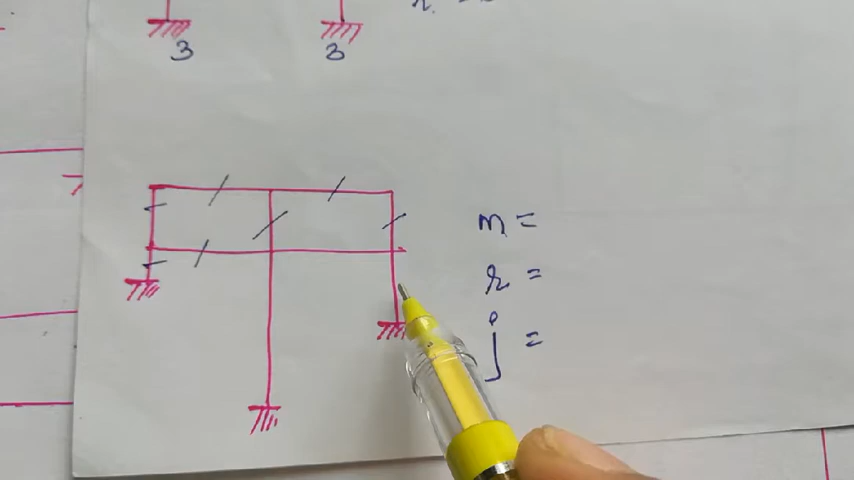 3 3
m =
r =
j =